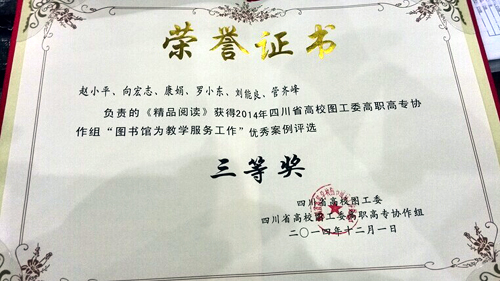 荣誉证书
赵小平、向宏志、康娟、罗小东、刘能良、管齐峰
负责的《精品阅读》获得2014年四川省高校图工委高职高专协
作组“图书馆为教学服务工作”优秀案例评选
三等奖
四川省高校图工委
四川省高校图工委高职高专协作组
二〇一四年十二月一日